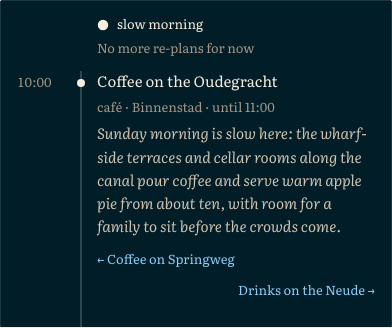 slow morning
No more re-plans for now
10:00 Coffee on the Oudegracht
café · Binnenstad · until 11:00
Sunday morning is slow here: the wharf-
side terraces and cellar rooms along the
canal pour coffee and serve warm apple
pie from about ten, with room for a
family to sit before the crowds come.
← Coffee on Springweg
Drinks on the Neude →